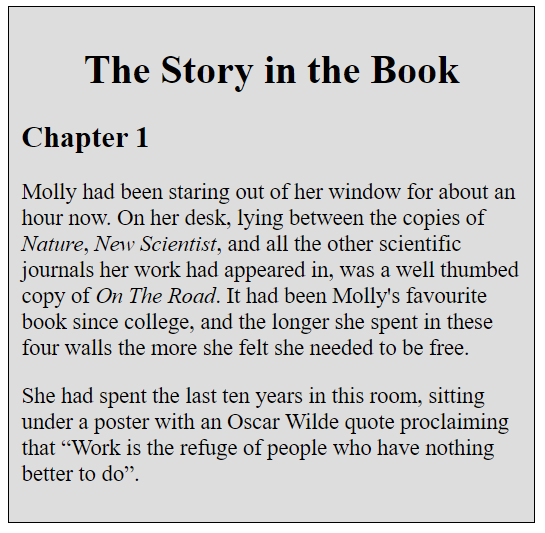 The Story in the Book
Chapter 1
Molly had been staring out of her window for about an
hour now. On her desk, lying between the copies of
Nature, New Scientist, and all the other scientific
journals her work had appeared in, was a well thumbed
copy of On The Road. It had been Molly's favourite
book since college, and the longer she spent in these
four walls the more she felt she needed to be free.
She had spent the last ten years in this room, sitting
under a poster with an Oscar Wilde quote proclaiming
that “Work is the refuge of people who have nothing
better to do”.